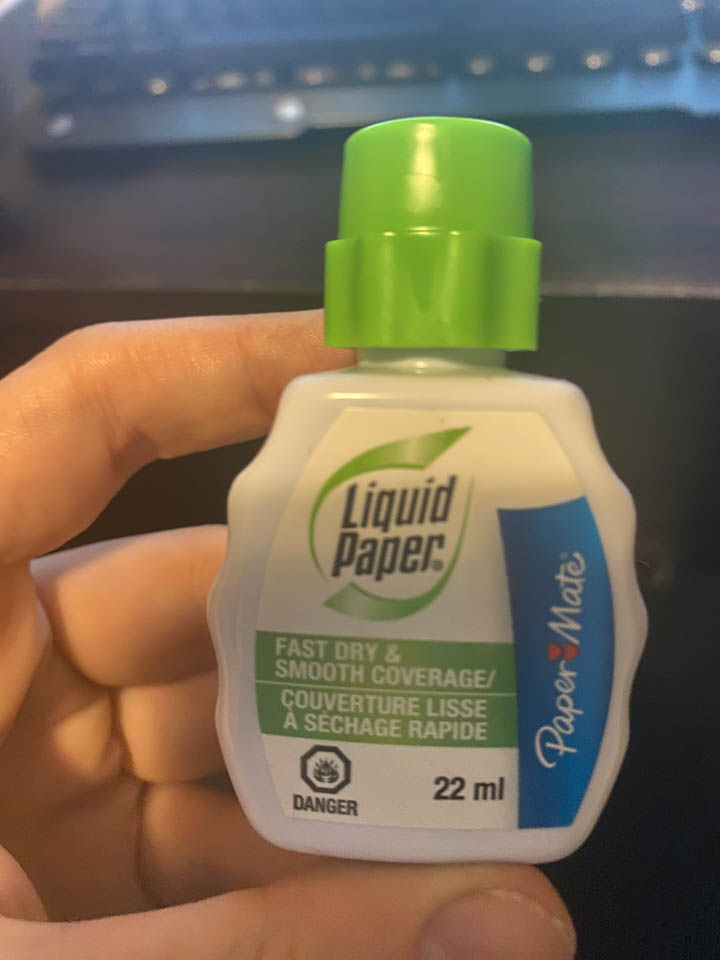 Liquid
Paper®
FAST DRY &
SMOOTH COVERAGE/
COUVERTURE LISSE
À SÉCHAGE RAPIDE
DANGER
22 ml
Paper Mate®